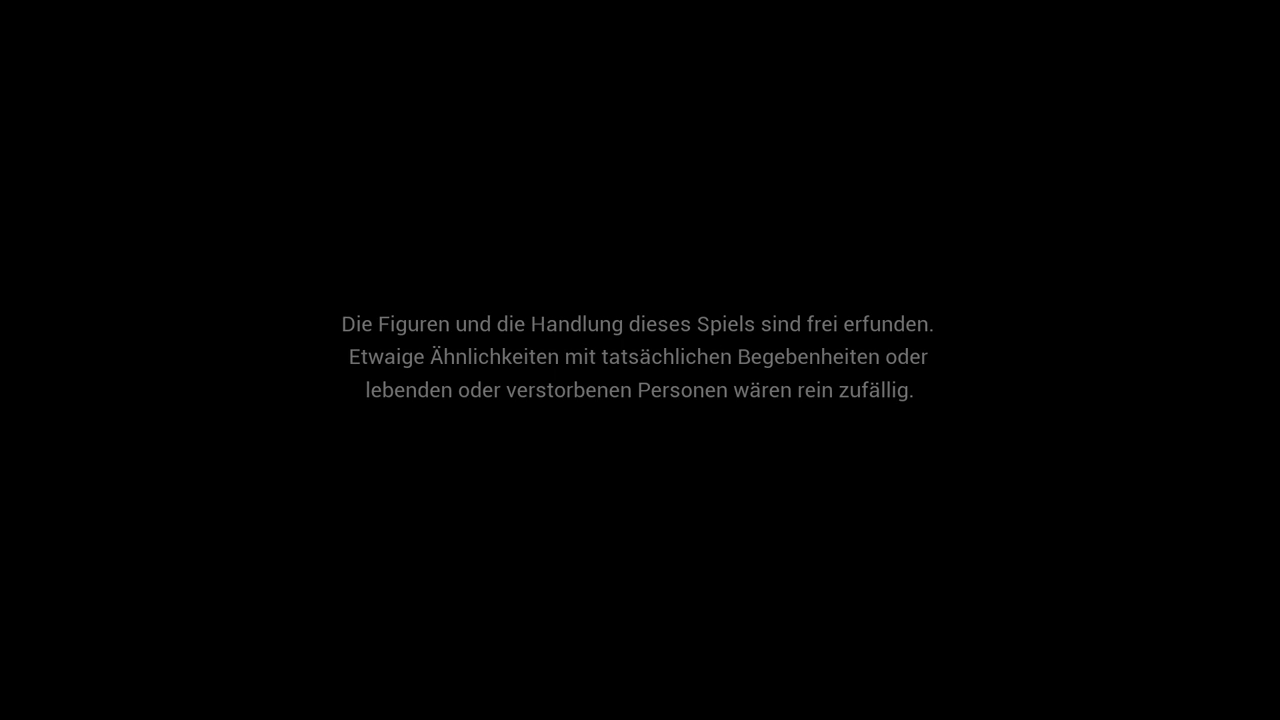 Die Figuren und die Handlung dieses Spiels sind frei erfunden.
Etwaige Ähnlichkeiten mit tatsächlichen Begebenheiten oder
lebenden oder verstorbenen Personen wären rein zufällig.